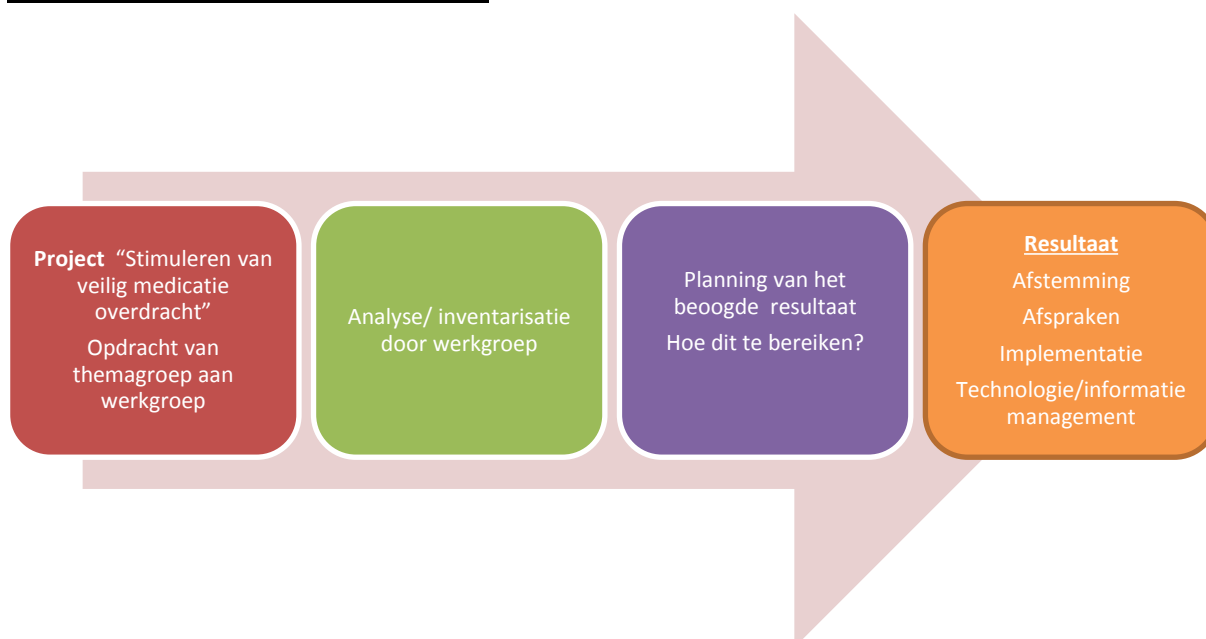 Project “Stimuleren van
veilig medicatie
overdracht”
Opdracht van
themagroep aan
werkgroep
Analyse/ inventarisatie
door werkgroep
Planning van het
beoogde resultaat
Hoe dit te bereiken?
Resultaat
Afstemming
Afspraken
Implementatie
Technologie/informatie
management